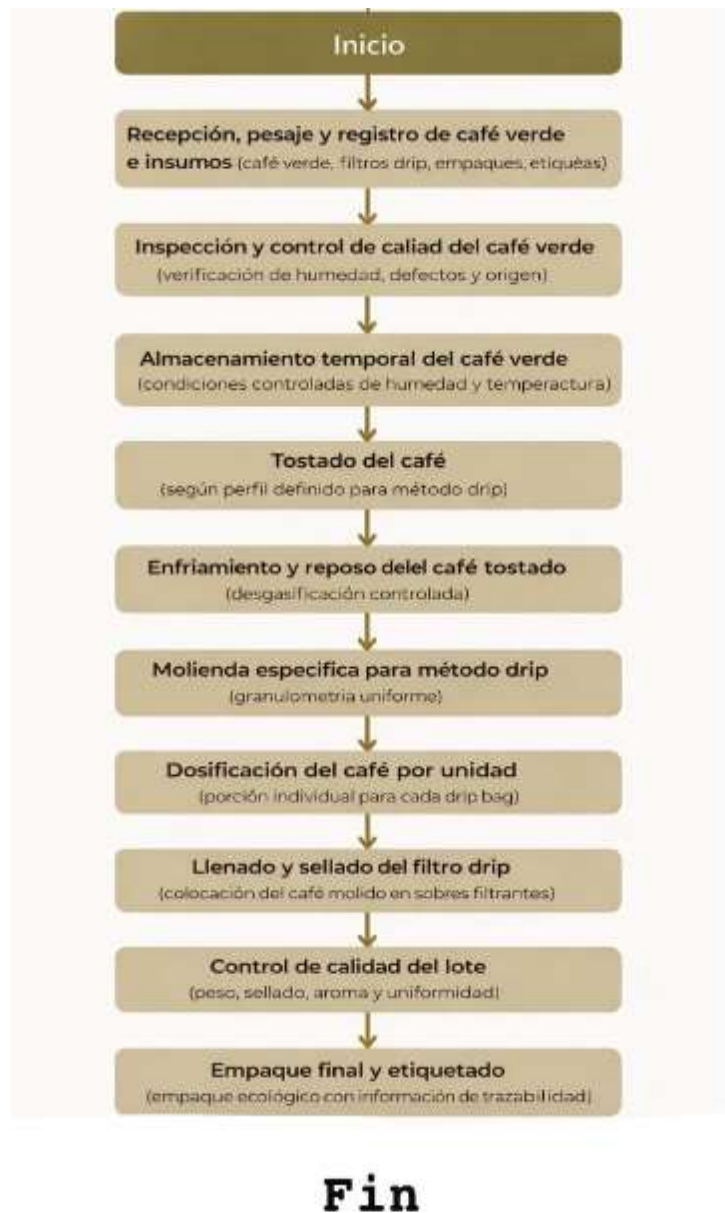 Inicio
Recepción, pesaje y registro de café verde
e insumos (café verde, filtros drip, empaques, etiquéas)
Inspección y control de caliad del café verde
(verificación de humedad, defectos y origen)
Almacenamiento temporal del café verde
(condiciones controladas de humedad y temperactura)
Tostado del café
(según perfil definido para método drip)
Enfriamiento y reposo delel café tostado
(desgasificación controlada)
Molienda especifica para método drip
(granulometria uniforme)
Dosificación del café por unidad
(porción individual para cada drip bag)
Llenado y sellado del filtro drip
(colocación del café molido en sobres filtrantes)
Control de calidad del lote
(peso, sellado, aroma y uniformidad)
Empaque final y etiquetado
(empaque ecológico con información de trazabilidad)
Fin